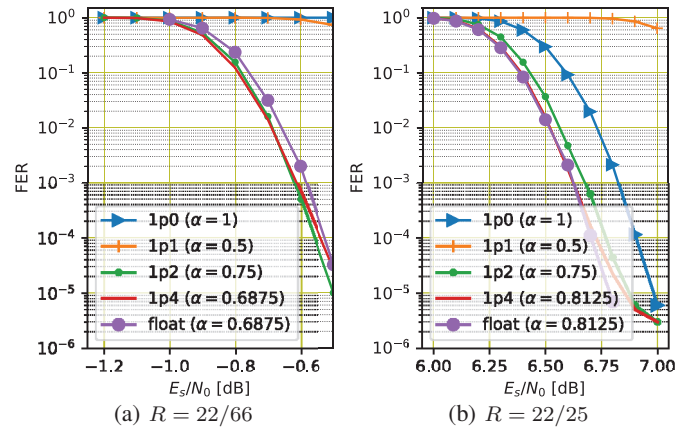 10⁰
10⁻¹
10⁻²
10⁻³
10⁻⁴
10⁻⁵
10⁻⁶
FER
1p0 (α = 1)
1p1 (α = 0.5)
1p2 (α = 0.75)
1p4 (α = 0.6875)
float (α = 0.6875)
−1.2 −1.0 −0.8 −0.6
E_s/N_0 [dB]
(a) R = 22/66
10⁰
10⁻¹
10⁻²
10⁻³
10⁻⁴
10⁻⁵
10⁻⁶
FER
1p0 (α = 1)
1p1 (α = 0.5)
1p2 (α = 0.75)
1p4 (α = 0.8125)
float (α = 0.8125)
6.00 6.25 6.50 6.75 7.00
E_s/N_0 [dB]
(b) R = 22/25